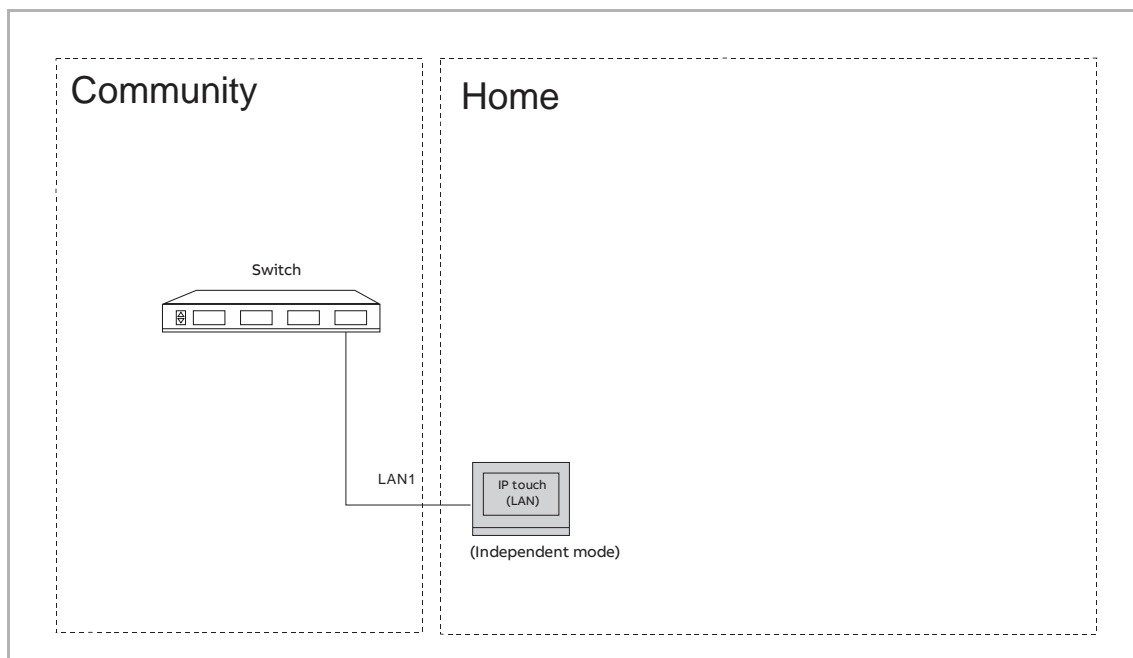 Community
Home
Switch
LAN1
IP touch
(LAN)
(Independent mode)